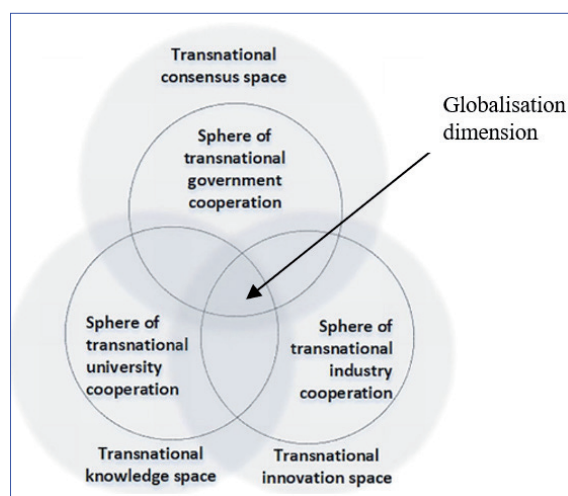 Transnational
consensus space
Globalisation
dimension
Sphere of
transnational
government
cooperation
Sphere of
transnational
university
cooperation
Sphere of
transnational
industry
cooperation
Transnational
knowledge space
Transnational
innovation space